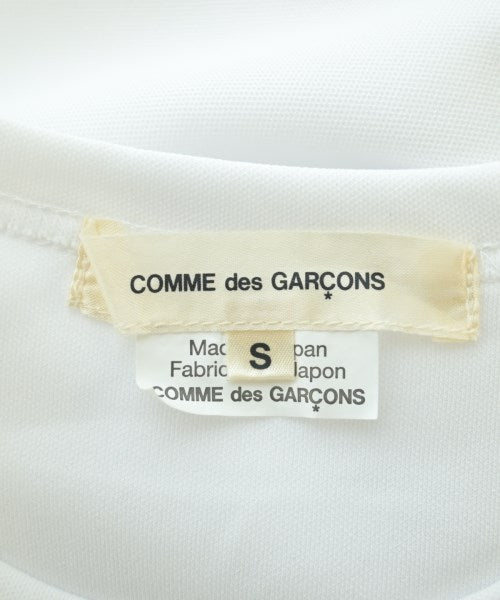 COMME des GARÇONS
*
S
Mac pan
Fabric Japon
COMME des GARÇONS
*